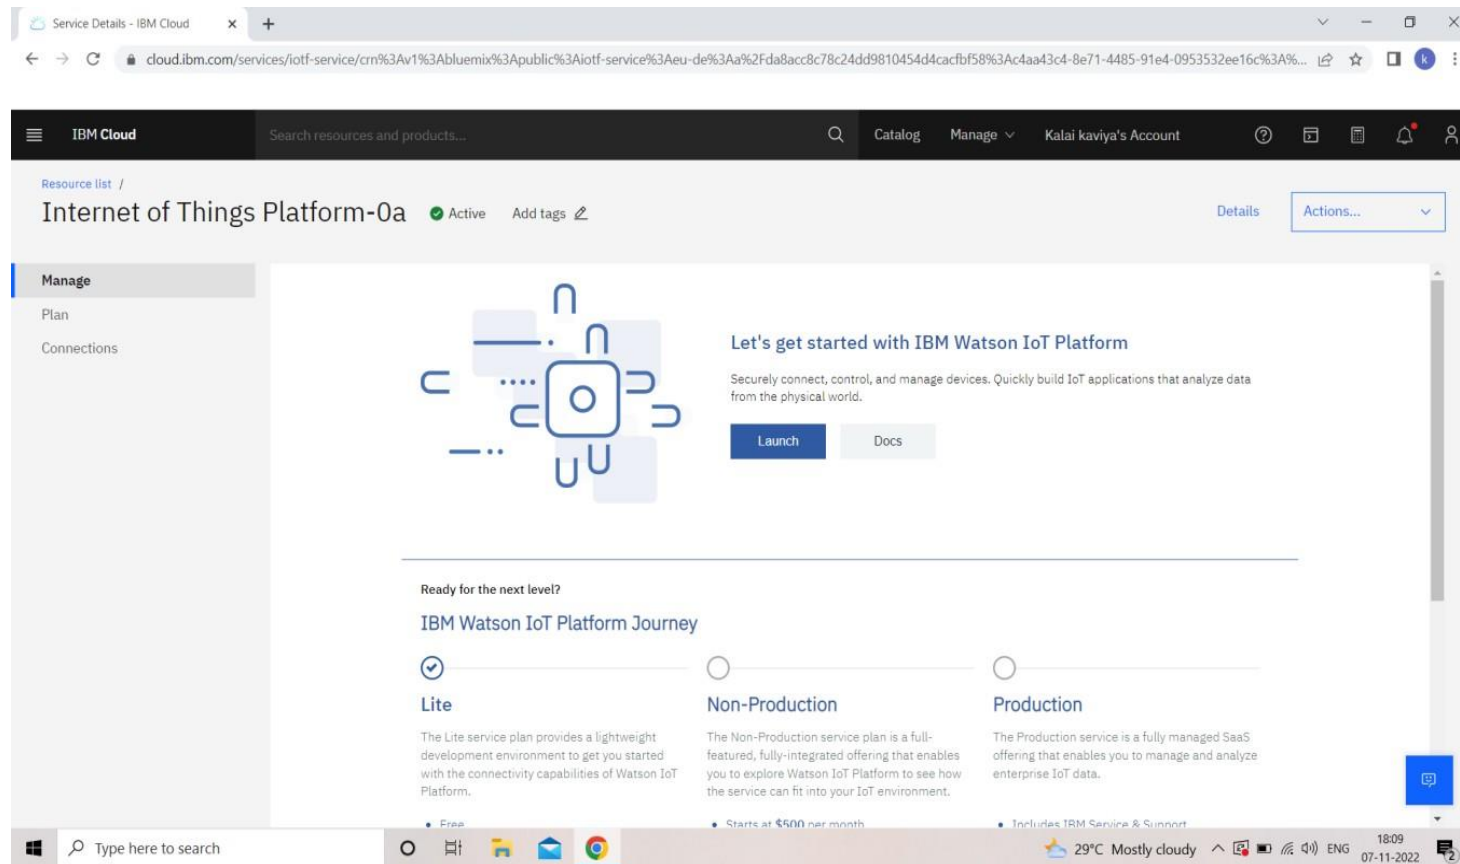 Service Details - IBM Cloud
cloud.ibm.com/services/iotf-service/crn%3Av1%3Abluemix%3Apublic%3Aiotf-service%3Aeu-de%3Aa%2Fda8acc8c78c24dd9810454d4cacfbf58%3Ac4aa43c4-8e71-4485-91e4-0953532ee16c%3A%...
k
IBM Cloud
Search resources and products...
Catalog
Manage
Kalai kaviya's Account
Resource list /
Internet of Things Platform-0a
Active
Add tags
Details
Actions...
Manage
Plan
Connections
Let's get started with IBM Watson IoT Platform
Securely connect, control, and manage devices. Quickly build IoT applications that analyze data
from the physical world.
Launch
Docs
Ready for the next level?
IBM Watson IoT Platform Journey
Lite
The Lite service plan provides a lightweight
development environment to get you started
with the connectivity capabilities of Watson IoT
Platform.
• Free
Non-Production
The Non-Production service plan is a full-
featured, fully-integrated offering that enables
you to explore Watson IoT Platform to see how
the service can fit into your IoT environment.
• Starts at $500 per month
Production
The Production service is a fully managed SaaS
offering that enables you to manage and analyze
enterprise IoT data.
• Includes IBM Service & Support
Type here to search
29°C Mostly cloudy
ENG
18:09
07-11-2022
2